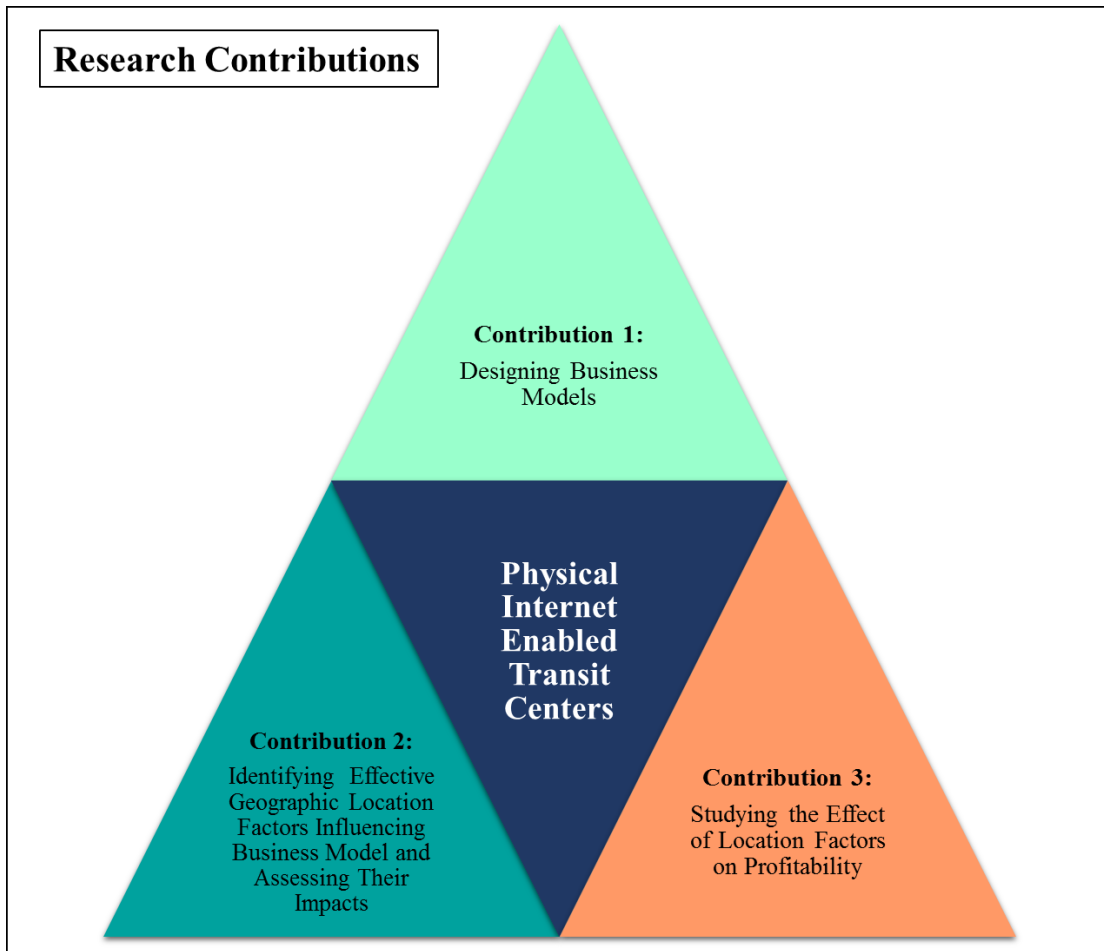 Research Contributions
Contribution 1:
Designing Business
Models
Physical
Internet
Enabled
Transit
Centers
Contribution 2:
Identifying Effective
Geographic Location
Factors Influencing
Business Model and
Assessing Their
Impacts
Contribution 3:
Studying the Effect
of Location Factors
on Profitability